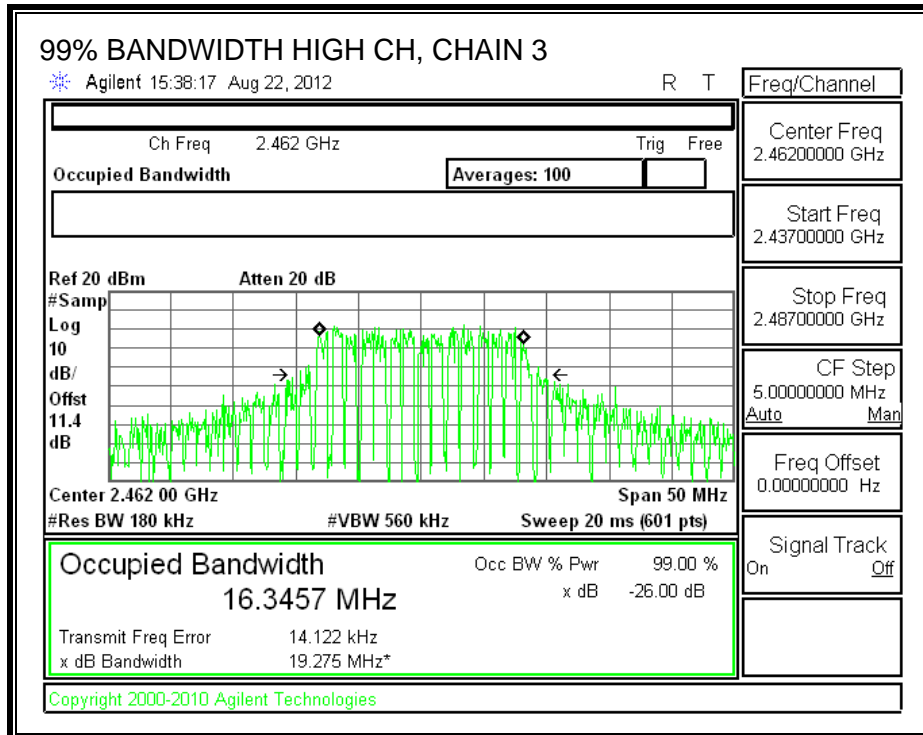 99% BANDWIDTH HIGH CH, CHAIN 3
Agilent 15:38:17 Aug 22, 2012 R T
Ch Freq 2.462 GHz Trig Free
Occupied Bandwidth Averages: 100
Ref 20 dBm Atten 20 dB
#Samp
Log
10
dB/
Offst
11.4
dB
Center 2.462 00 GHz Span 50 MHz
#Res BW 180 kHz #VBW 560 kHz Sweep 20 ms (601 pts)
Occupied Bandwidth Occ BW % Pwr 99.00 %
16.3457 MHz x dB -26.00 dB
Transmit Freq Error 14.122 kHz
x dB Bandwidth 19.275 MHz*
Copyright 2000-2010 Agilent Technologies
Freq/Channel
Center Freq
2.46200000 GHz
Start Freq
2.43700000 GHz
Stop Freq
2.48700000 GHz
CF Step
5.00000000 MHz
Auto Man
Freq Offset
0.00000000 Hz
Signal Track
On Off